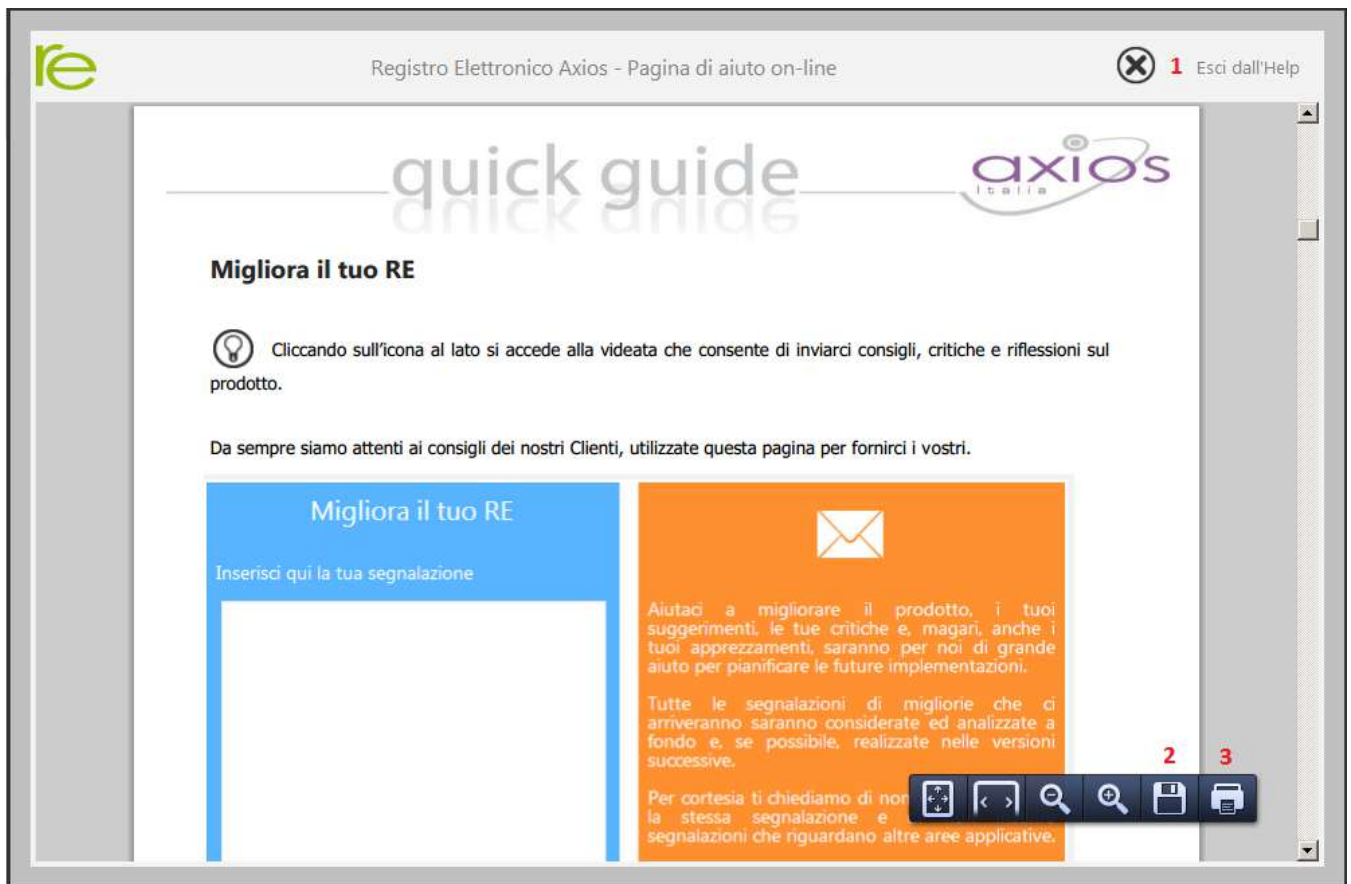 re
Registro Elettronico Axios - Pagina di aiuto on-line
1 Esci dall'Help
quick guide
axios
Italia
Migliora il tuo RE
Cliccando sull'icona al lato si accede alla videata che consente di inviarci consigli, critiche e riflessioni sul
prodotto.
Da sempre siamo attenti ai consigli dei nostri Clienti, utilizzate questa pagina per fornirci i vostri.
Migliora il tuo RE
Inserisci qui la tua segnalazione
Aiutaci a migliorare il prodotto, i tuoi
suggerimenti, le tue critiche e, magari, anche i
tuoi apprezzamenti, saranno per noi di grande
aiuto per pianificare le future implementazioni.
Tutte le segnalazioni di migliorie che ci
arriveranno saranno considerate ed analizzate a
fondo e, se possibile, realizzate nelle versioni
successive.
Per cortesia ti chiediamo di non
la stessa segnalazione e
segnalazioni che riguardano altre aree applicative.
2 3